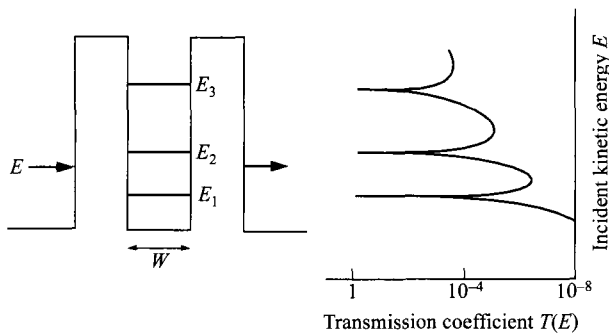 E₃
E
E₂
E₁
W
Incident kinetic energy E
1
10⁻⁴
10⁻⁸
Transmission coefficient T(E)